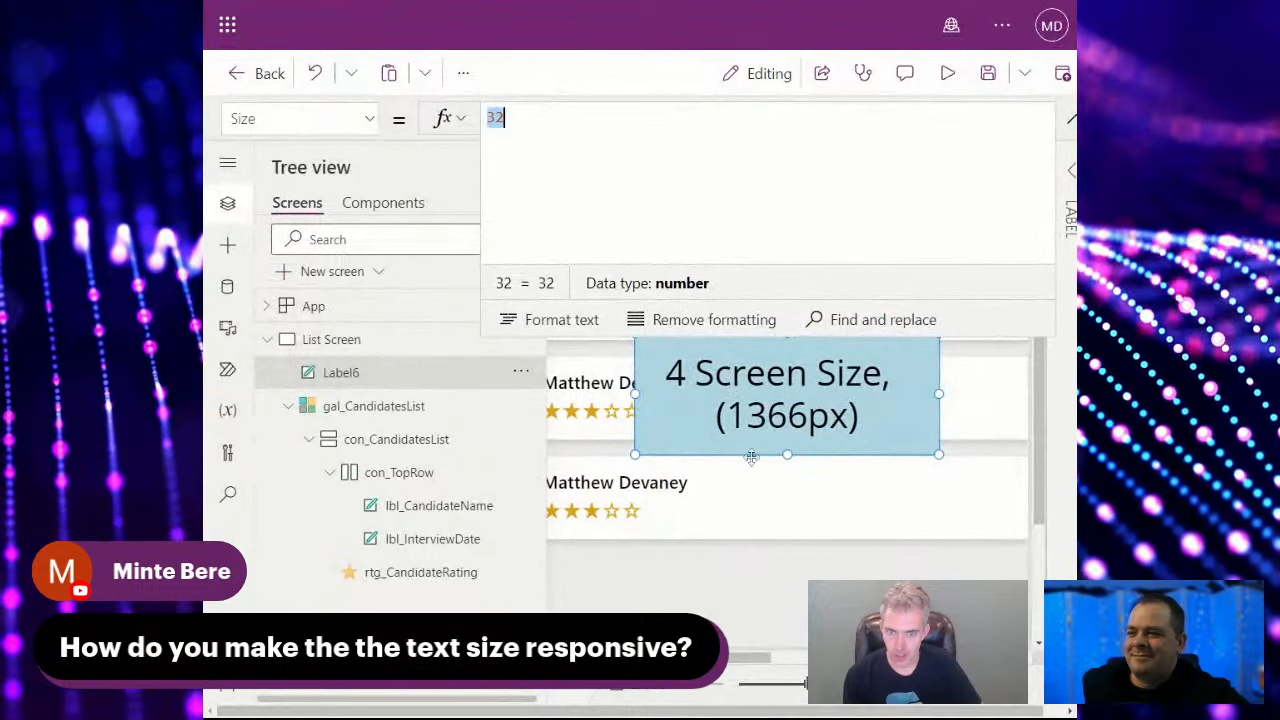 MD
Back
Editing
Size
=
fx
32
Tree view
Screens
Components
Search
New screen
32 = 32
Data type: number
Format text
Remove formatting
Find and replace
LABEL
App
List Screen
Label6
gal_CandidatesList
con_CandidatesList
con_TopRow
lbl_CandidateName
lbl_InterviewDate
rtg_CandidateRating
Matthew De
4 Screen Size,
(1366px)
Matthew Devaney
M
Minte Bere
How do you make the the text size responsive?